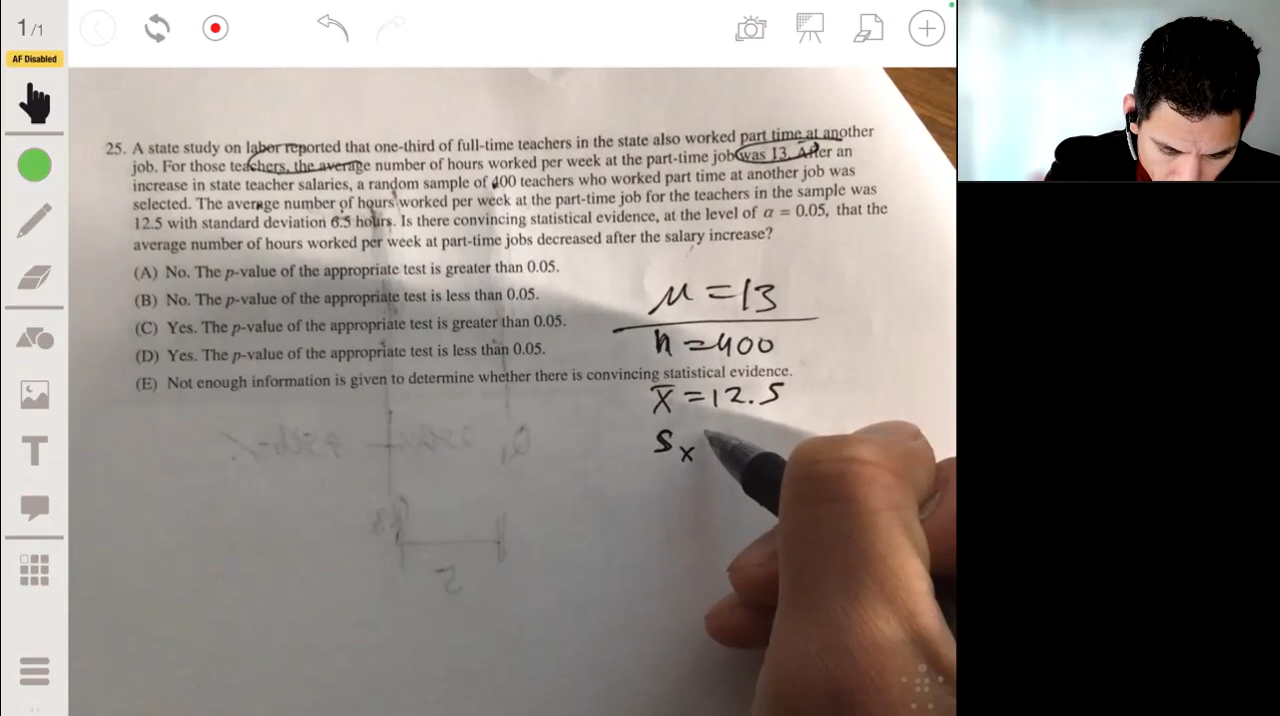 1/1
AF Disabled
25. A state study on labor reported that one-third of full-time teachers in the state also worked part time at another
job. For those teachers, the average number of hours worked per week at the part-time job was 13. After an
increase in state teacher salaries, a random sample of 400 teachers who worked part time at another job was
selected. The average number of hours worked per week at the part-time job for the teachers in the sample was
12.5 with standard deviation 6.5 hours. Is there convincing statistical evidence, at the level of α = 0.05, that the
average number of hours worked per week at part-time jobs decreased after the salary increase?
(A) No. The p-value of the appropriate test is greater than 0.05.
(B) No. The p-value of the appropriate test is less than 0.05.
(C) Yes. The p-value of the appropriate test is greater than 0.05.
(D) Yes. The p-value of the appropriate test is less than 0.05.
(E) Not enough information is given to determine whether there is convincing statistical evidence.
μ = 13
n = 400
x̄ = 12.5
Sx
T